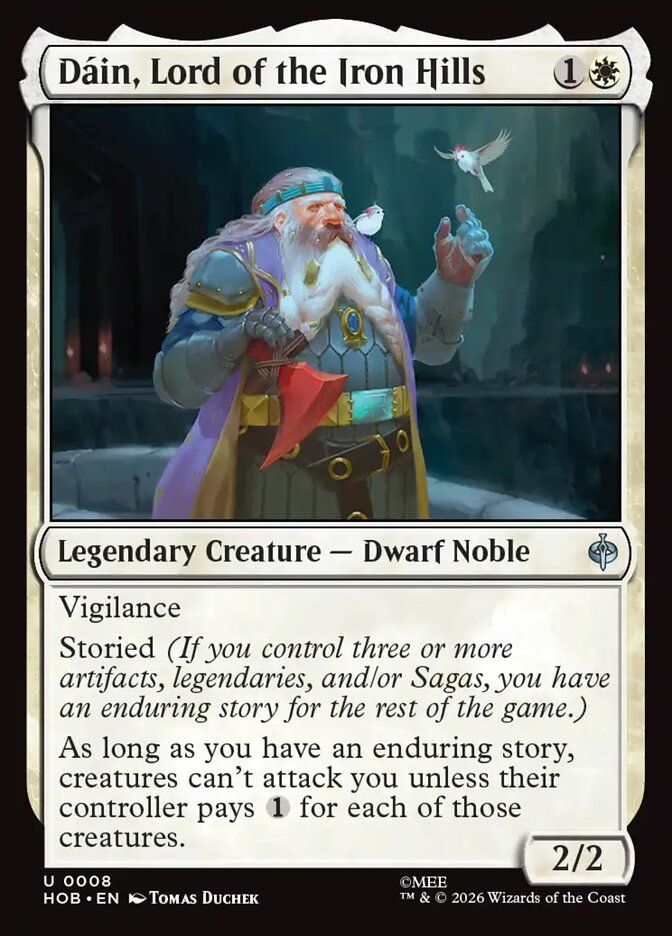 Dáin, Lord of the Iron Hills 1
Legendary Creature — Dwarf Noble
Vigilance
Storied (If you control three or more
artifacts, legendaries, and/or Sagas, you have
an enduring story for the rest of the game.)
As long as you have an enduring story,
creatures can't attack you unless their
controller pays 1 for each of those
creatures.
2/2
U 0008
HOB • EN Tomas Duchek
©MEE
™ & © 2026 Wizards of the Coast